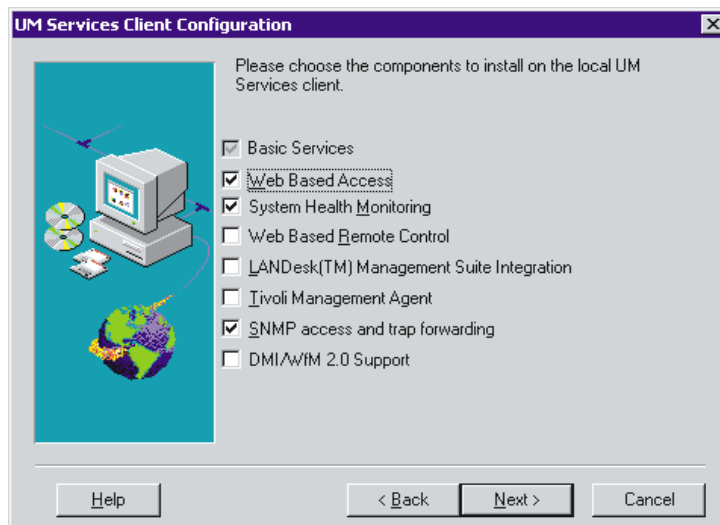 UM Services Client Configuration
Please choose the components to install on the local UM
Services client.
Basic Services
Web Based Access
System Health Monitoring
Web Based Remote Control
LANDesk(TM) Management Suite Integration
Tivoli Management Agent
SNMP access and trap forwarding
DMI/WfM 2.0 Support
Help
< Back
Next >
Cancel